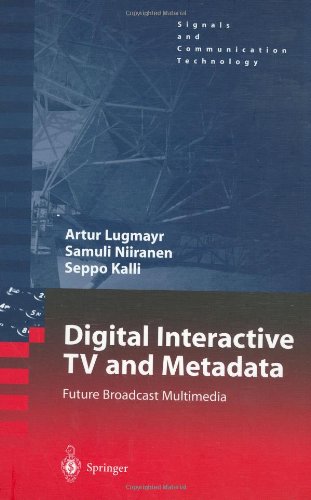 Signals
and
Communication
Technology
Artur Lugmayr
Samuli Niiranen
Seppo Kalli
Digital Interactive
TV and Metadata
Future Broadcast Multimedia
Springer